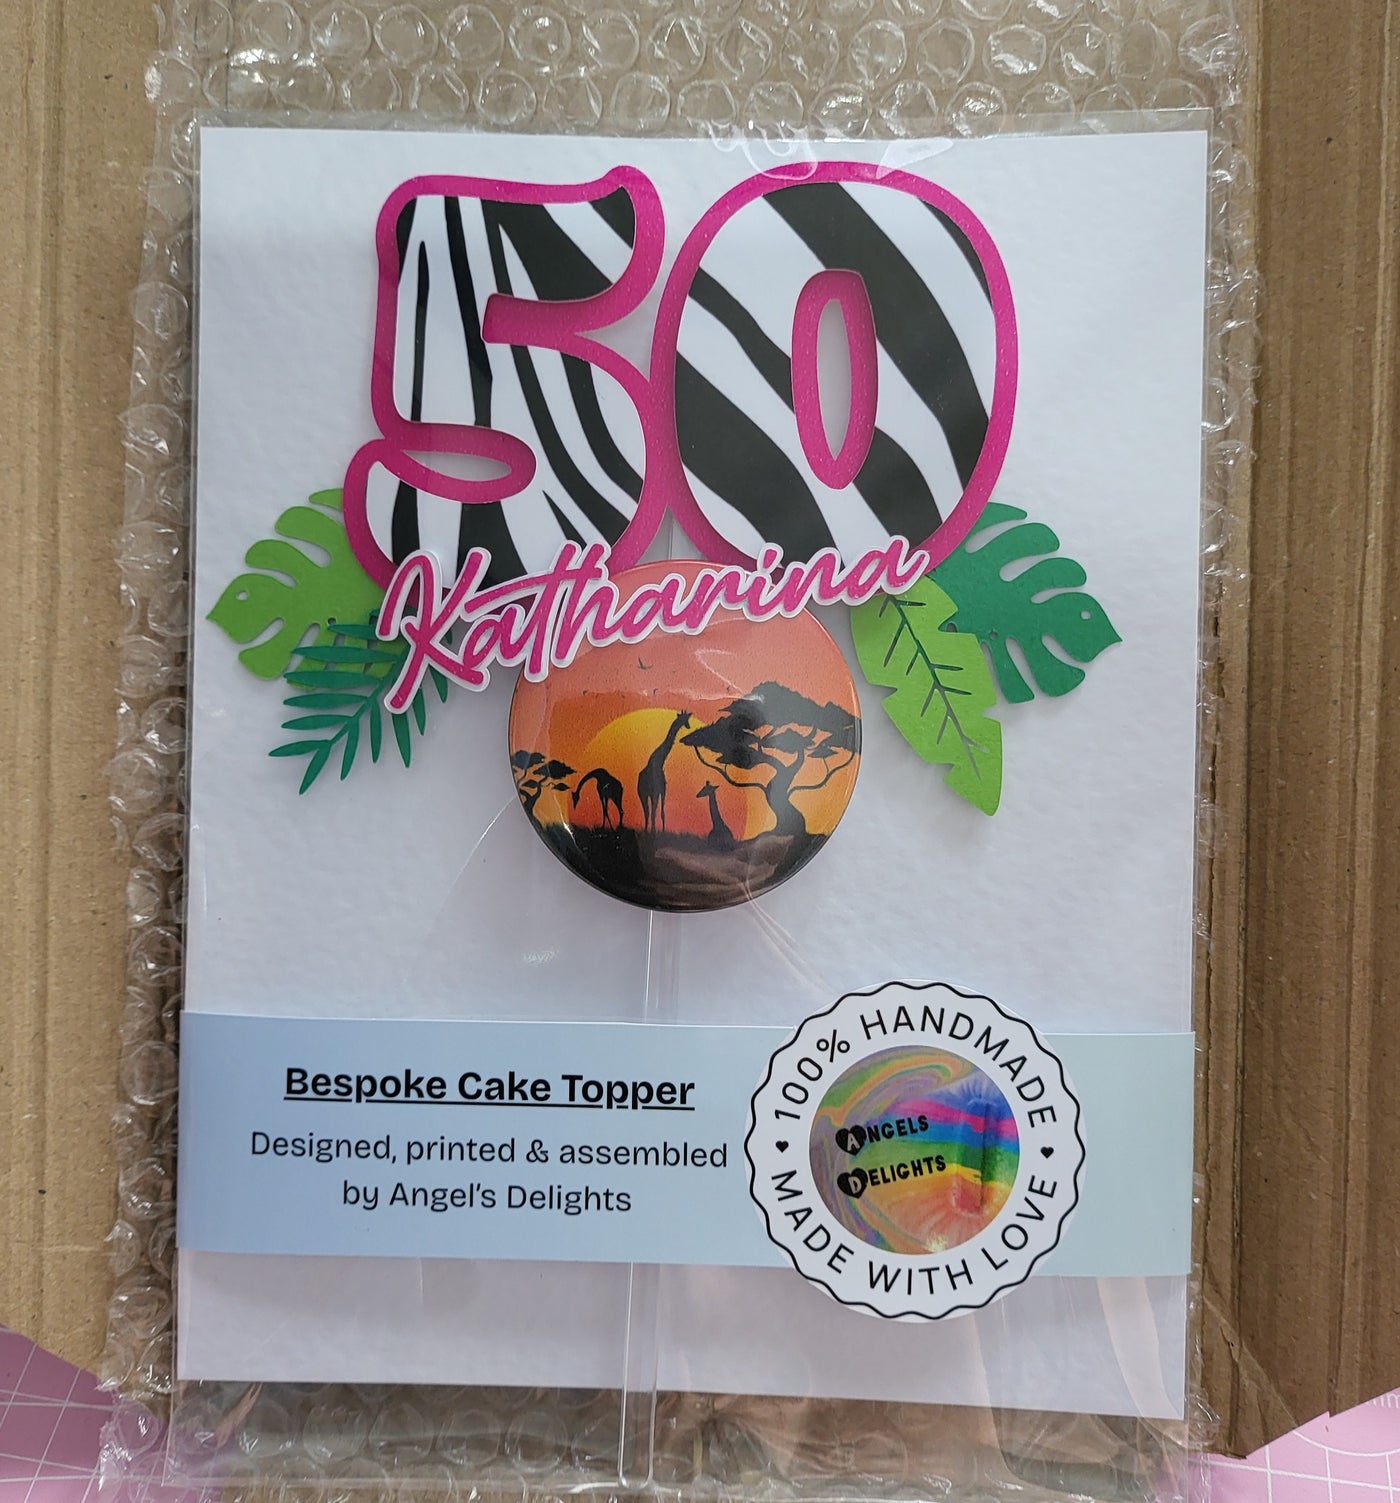 50
Katharina
Bespoke Cake Topper
Designed, printed & assembled
by Angel's Delights
100% HANDMADE
ANGELS
DELIGHTS
MADE WITH LOVE